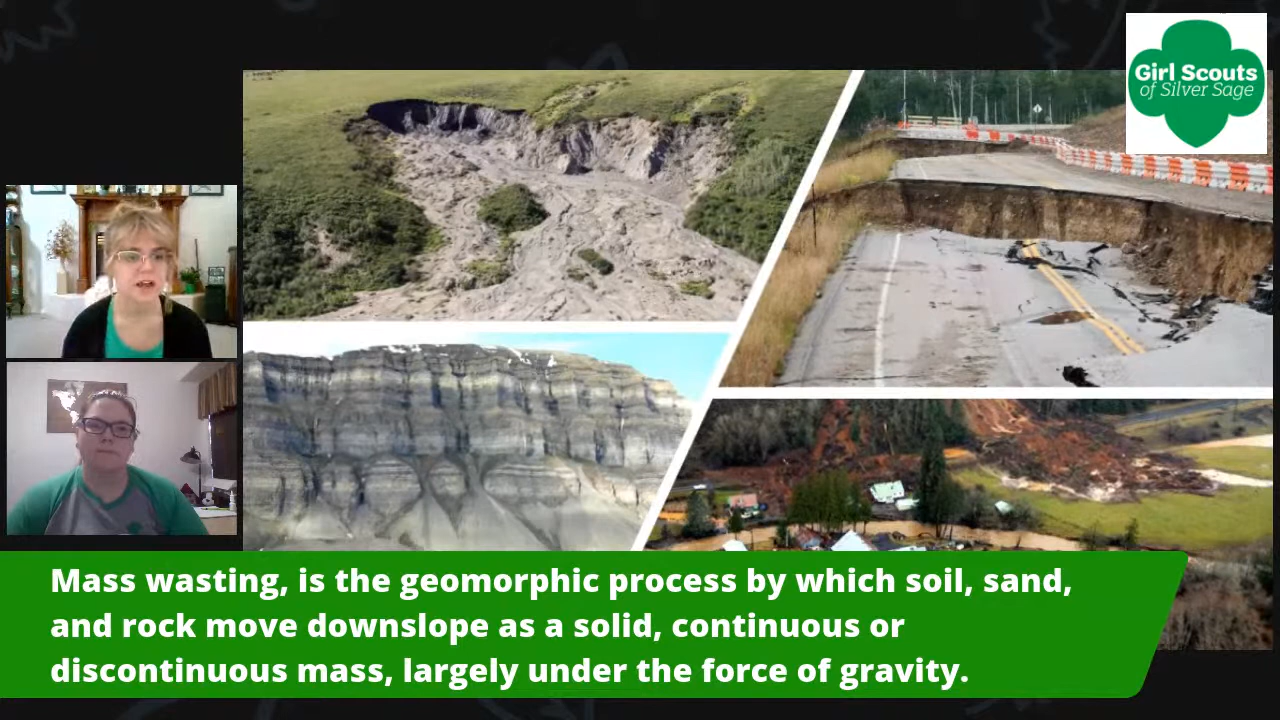 Girl Scouts
of Silver Sage
Mass wasting, is the geomorphic process by which soil, sand,
and rock move downslope as a solid, continuous or
discontinuous mass, largely under the force of gravity.